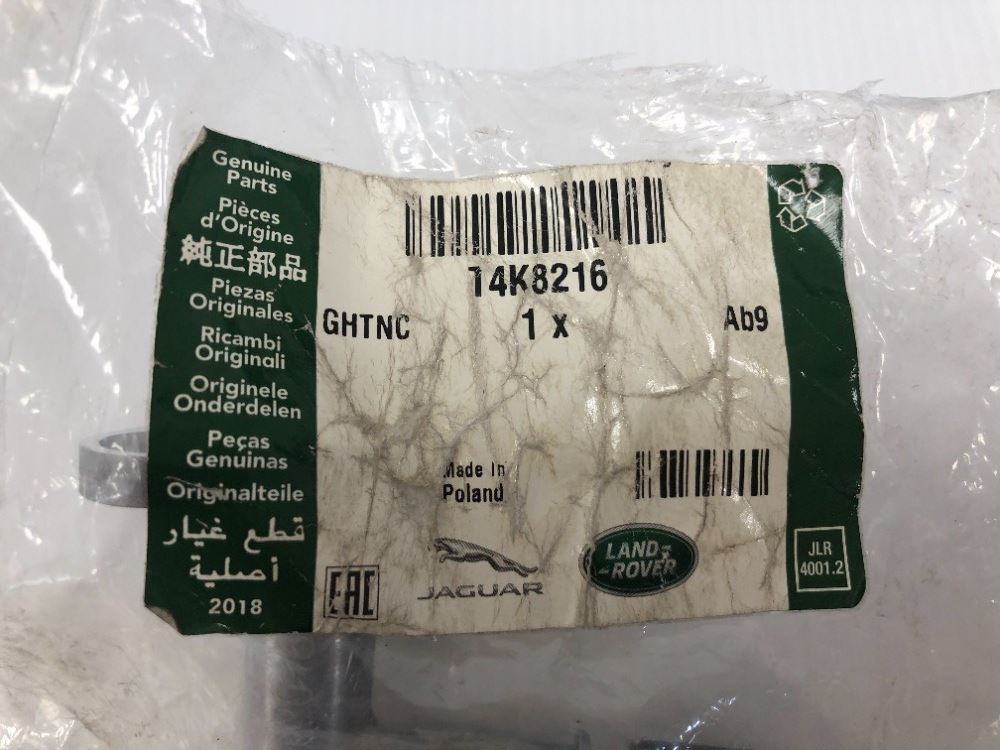 Genuine
Parts
Pièces
d'Origine
純正部品
Piezas
Originales
Ricambi
Originali
Originele
Onderdelen
Peças
Genuinas
Originalteile
قطع غيار
أصلية
2018
T4K8216
GHTNC 1 x Ab9
Made In
Poland
EAC
JAGUAR
LAND-
-ROVER
JLR
4001.2